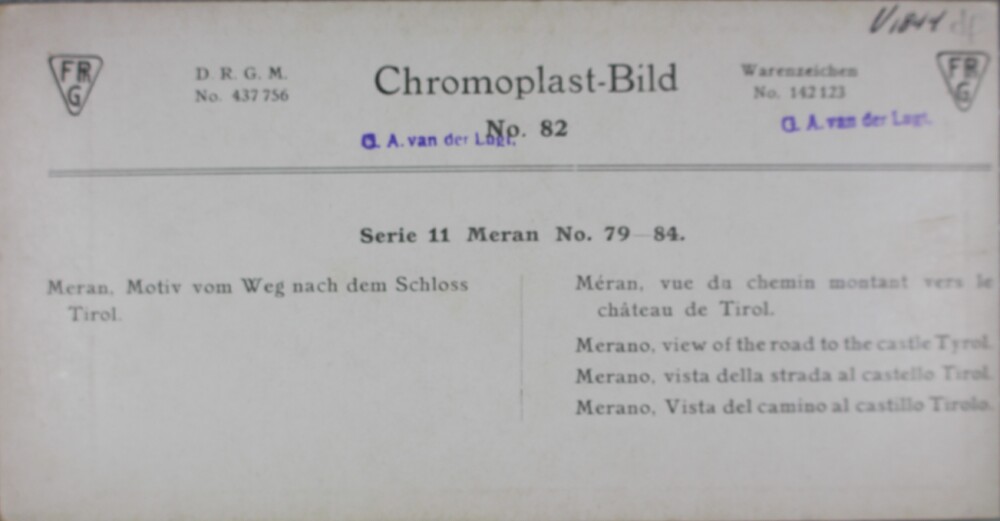 V1844 df
FR
G
D. R. G. M.
No. 437 756
Chromoplast-Bild
No. 82
Warenzeichen
No. 142 123
FR
G
G. A. van der Lugt.
G. A. van der Lugt.
Serie 11 Meran No. 79—84.
Meran, Motiv vom Weg nach dem Schloss
Tirol.
Méran, vue du chemin montant vers le
château de Tirol.
Merano, view of the road to the castle Tyrol.
Merano, vista della strada al castello Tirol.
Merano, Vista del camino al castillo Tirolo.